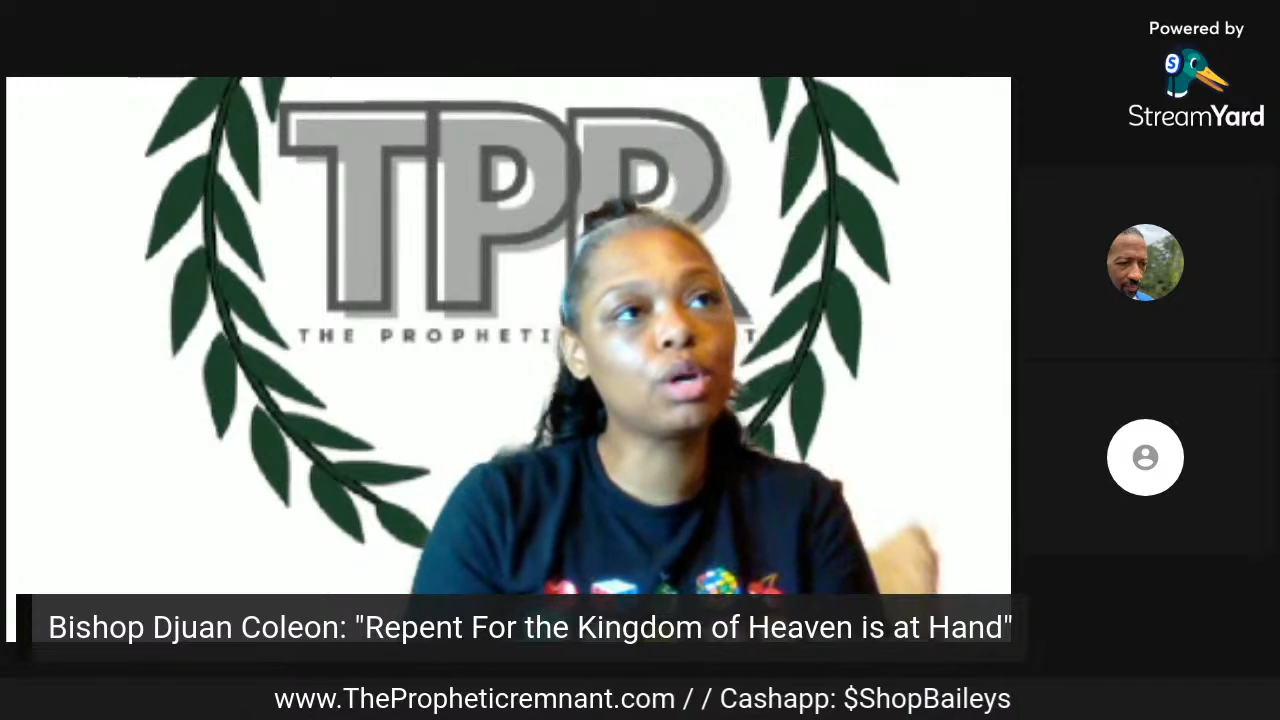 Powered by
S
StreamYard
TPR
THE PROPHETI T
Bishop Djuan Coleon: "Repent For the Kingdom of Heaven is at Hand"
www.ThePropheticremnant.com / / Cashapp: $ShopBaileys